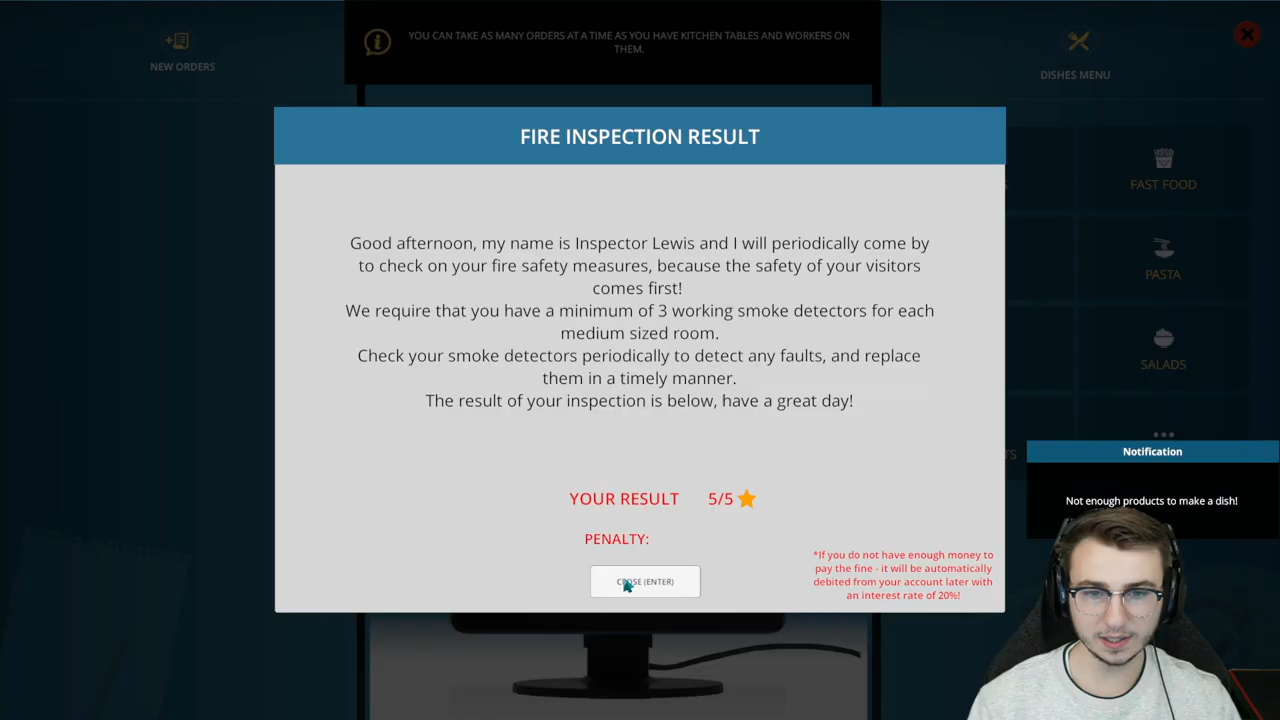 YOU CAN TAKE AS MANY ORDERS AT A TIME AS YOU HAVE KITCHEN TABLES AND WORKERS ON
THEM.
NEW ORDERS
DISHES MENU
FIRE INSPECTION RESULT
FAST FOOD
Good afternoon, my name is Inspector Lewis and I will periodically come by
to check on your fire safety measures, because the safety of your visitors
comes first!
We require that you have a minimum of 3 working smoke detectors for each
medium sized room.
Check your smoke detectors periodically to detect any faults, and replace
them in a timely manner.
The result of your inspection is below, have a great day!
PASTA
SALADS
Notification
Not enough products to make a dish!
YOUR RESULT 5/5
PENALTY:
CLOSE (ENTER)
*If you do not have enough money to
pay the fine - it will be automatically
debited from your account later with
an interest rate of 20%!